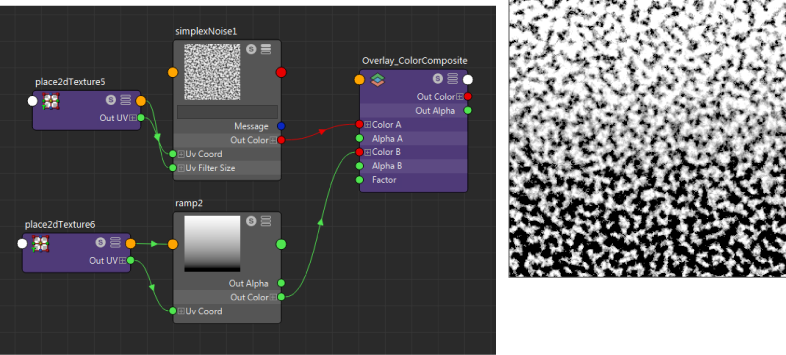 simplexNoise1
Message
Out Color
Uv Coord
Uv Filter Size
place2dTexture5
Out UV
Overlay_ColorComposite
Out Color
Out Alpha
Color A
Alpha A
Color B
Alpha B
Factor
ramp2
Out Alpha
Out Color
Uv Coord
place2dTexture6
Out UV